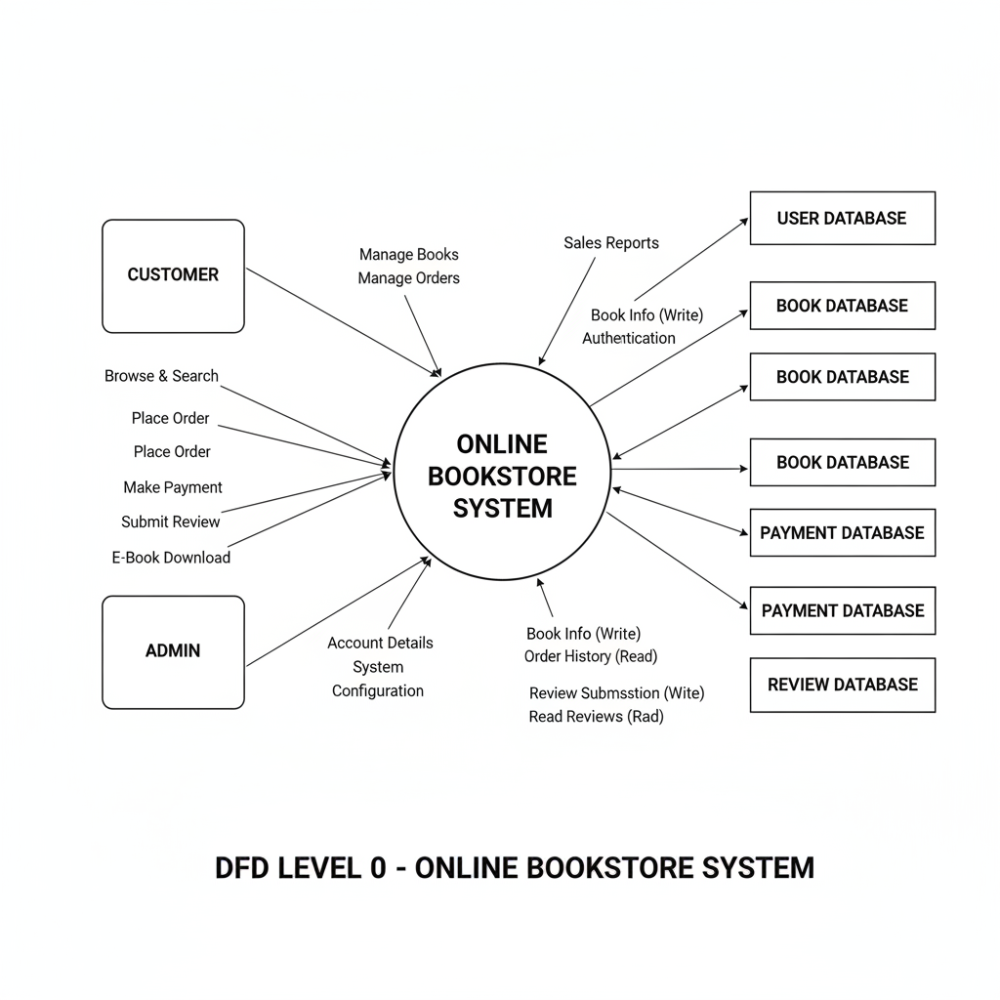 CUSTOMER
Browse & Search
Place Order
Place Order
Make Payment
Submit Review
E-Book Download
ADMIN
Manage Books
Manage Orders
Sales Reports
Book Info (Write)
Authentication
ONLINE
BOOKSTORE
SYSTEM
Account Details
System
Configuration
Book Info (Write)
Order History (Read)
Review Submsstion (Wite)
Read Reviews (Rad)
USER DATABASE
BOOK DATABASE
BOOK DATABASE
BOOK DATABASE
PAYMENT DATABASE
PAYMENT DATABASE
REVIEW DATABASE
DFD LEVEL 0 - ONLINE BOOKSTORE SYSTEM